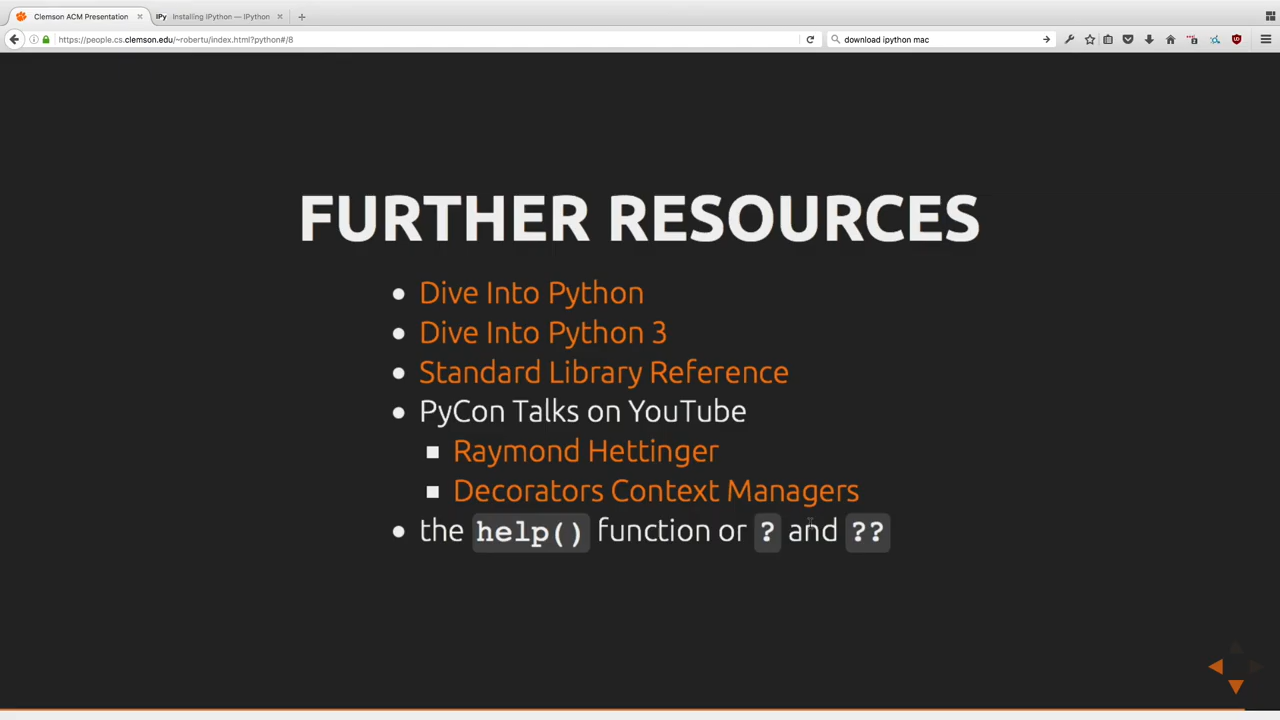 Clemson ACM Presentation
IPy Installing IPython — IPython
https://people.cs.clemson.edu/~robertu/index.html?python#/8
download ipython mac
FURTHER RESOURCES
Dive Into Python
Dive Into Python 3
Standard Library Reference
PyCon Talks on YouTube
Raymond Hettinger
Decorators Context Managers
the help() function or ? and ??